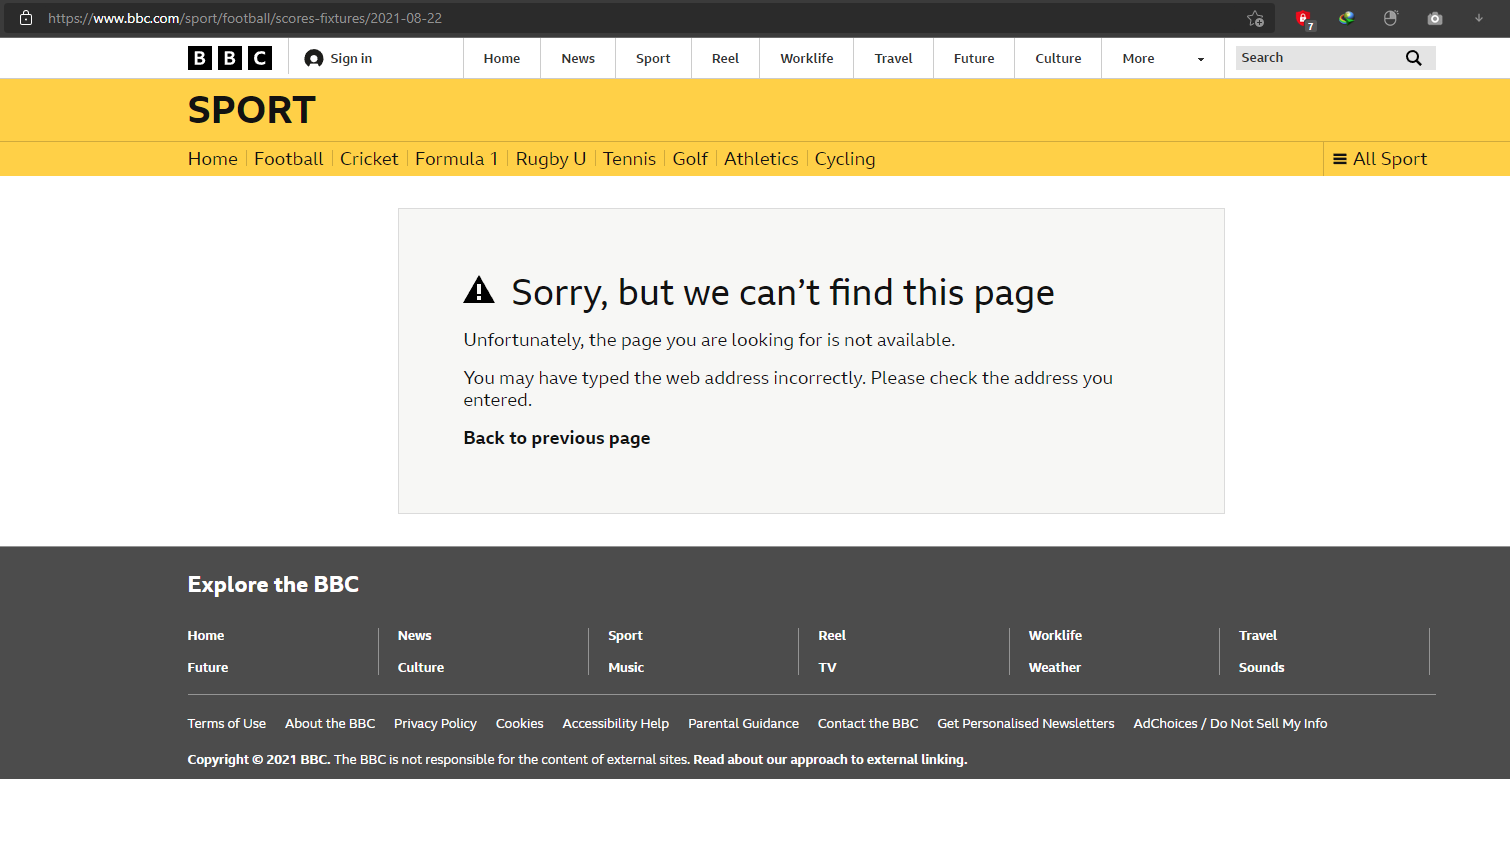 https://www.bbc.com/sport/football/scores-fixtures/2021-08-22
7
BBC Sign in Home News Sport Reel Worklife Travel Future Culture More Search
SPORT
Home Football Cricket Formula 1 Rugby U Tennis Golf Athletics Cycling All Sport
Sorry, but we can’t find this page
Unfortunately, the page you are looking for is not available.
You may have typed the web address incorrectly. Please check the address you
entered.
Back to previous page
Explore the BBC
Home News Sport Reel Worklife Travel
Future Culture Music TV Weather Sounds
Terms of Use About the BBC Privacy Policy Cookies Accessibility Help Parental Guidance Contact the BBC Get Personalised Newsletters AdChoices / Do Not Sell My Info
Copyright © 2021 BBC. The BBC is not responsible for the content of external sites. Read about our approach to external linking.